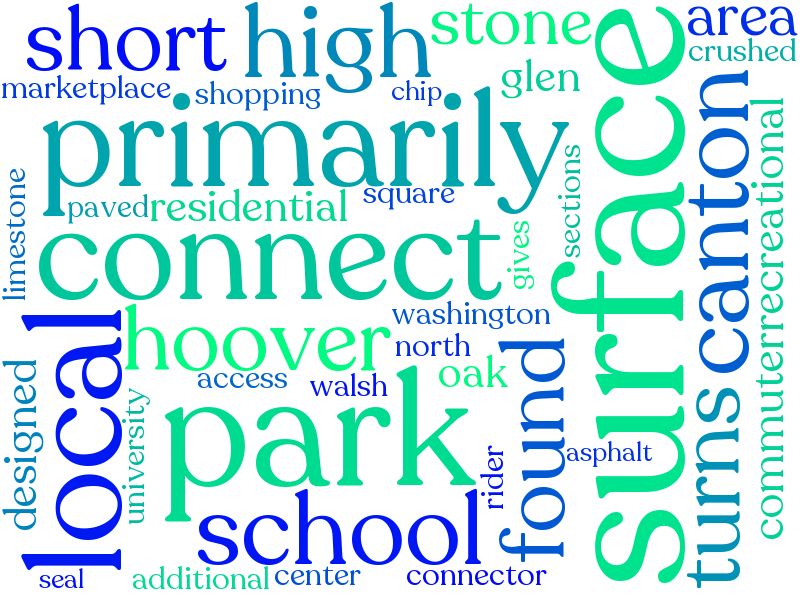 short
high
stone
area
crushed
marketplace
shopping
chip
glen
primarily
surface
canton
recreational
limestone
paved
residential
square
sections
connect
gives
local
hoover
washington
north
found
turns
commuter
designed
access
walsh
oak
university
park
rider
asphalt
school
seal
additional
center
connector